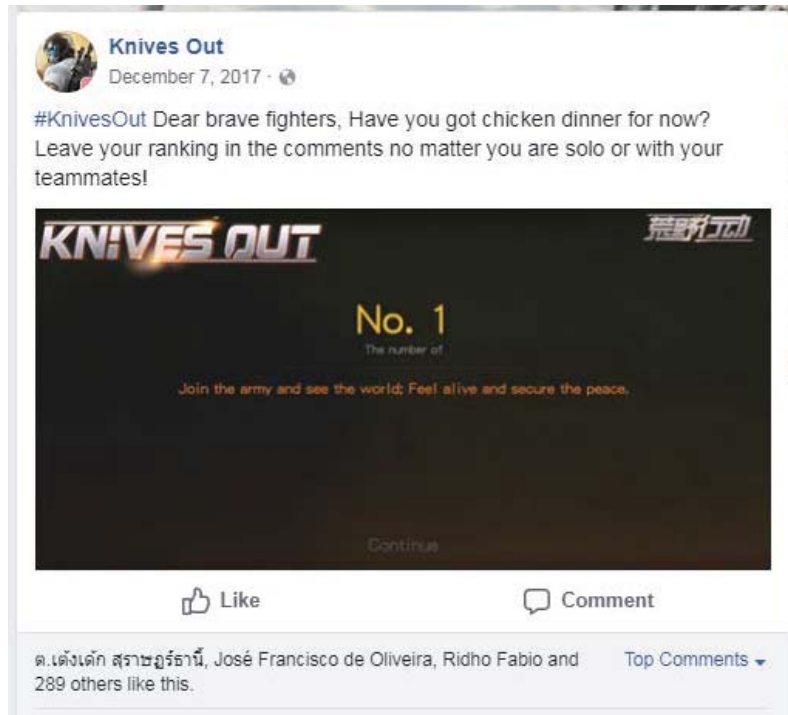 Knives Out
December 7, 2017
#KnivesOut Dear brave fighters, Have you got chicken dinner for now?
Leave your ranking in the comments no matter you are solo or with your
teammates!
KNIVES OUT
荒野行动
No. 1
The number of
Join the army and see the world; Feel alive and secure the peace.
Continue
Like Comment
ต.เต๋งเด้ก สุราษฎร์ธานี้, José Francisco de Oliveira, Ridho Fabio and
289 others like this.
Top Comments